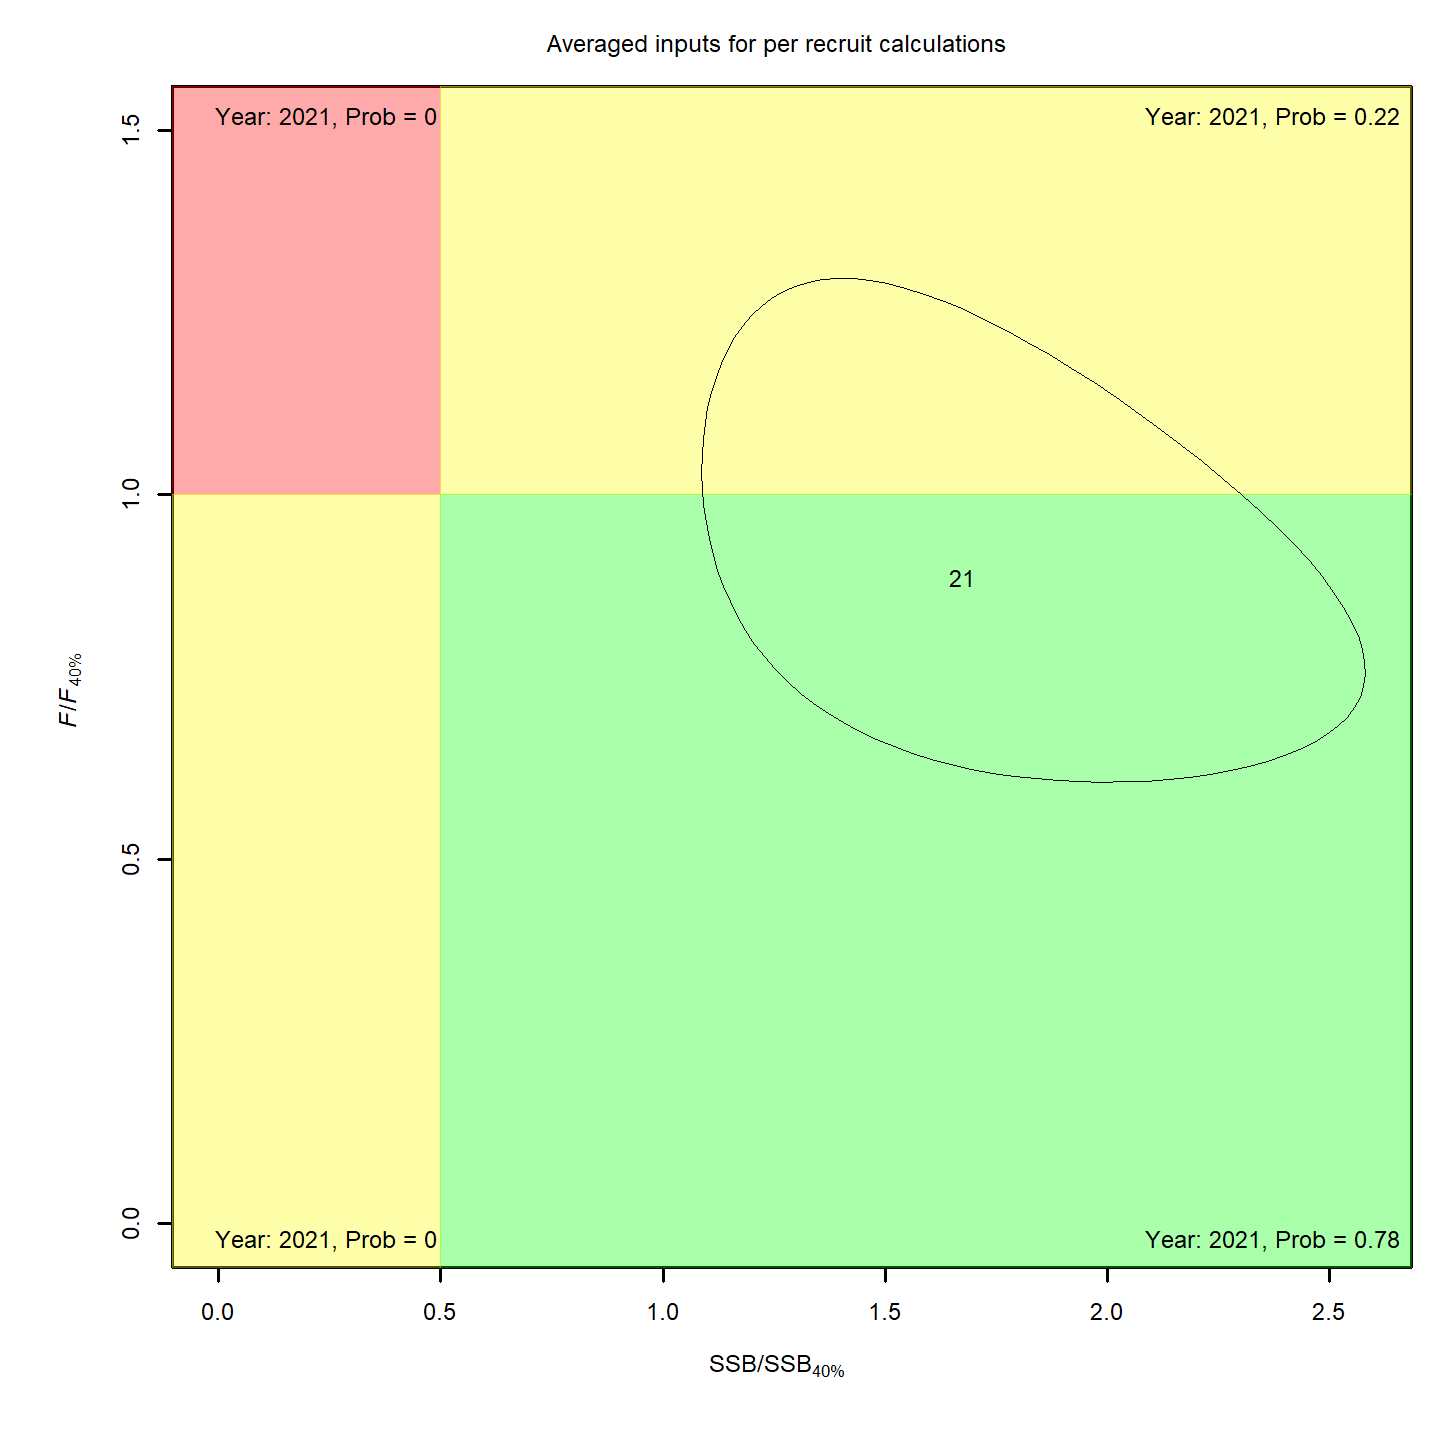 Averaged inputs for per recruit calculations
Year: 2021, Prob = 0
Year: 2021, Prob = 0.22
1.5
1.0
21
F/F40%
0.5
0.0
Year: 2021, Prob = 0
Year: 2021, Prob = 0.78
0.0 0.5 1.0 1.5 2.0 2.5
SSB/SSB40%